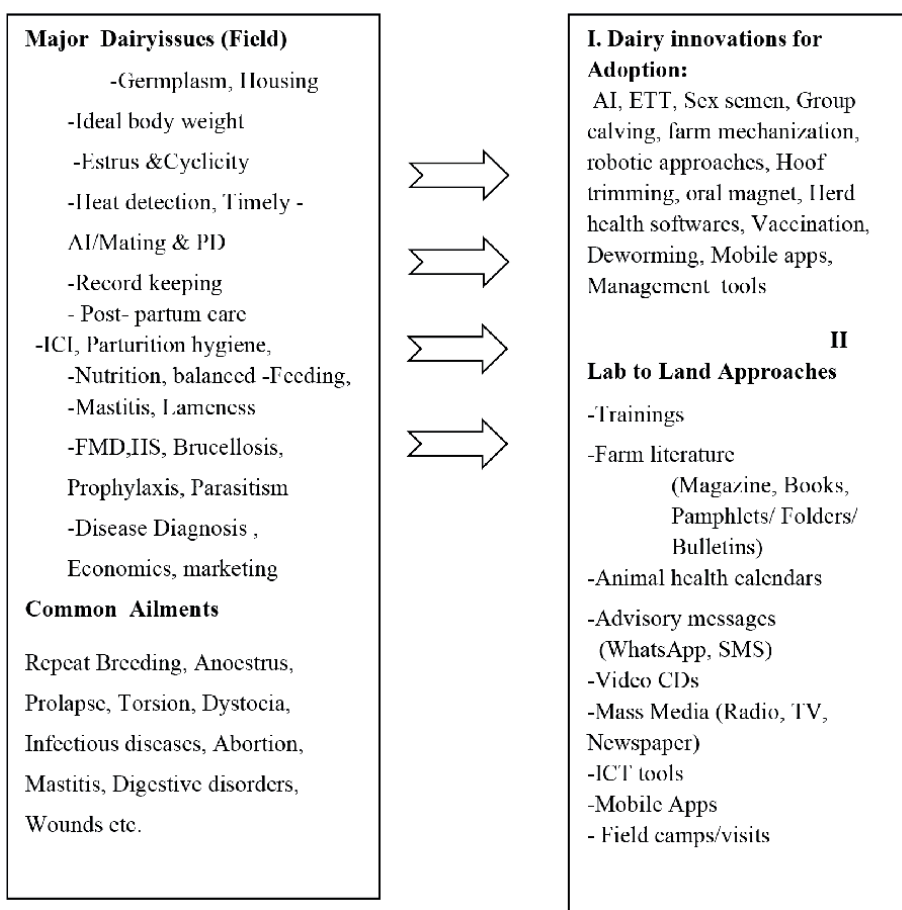 Major Dairyissues (Field)
-Germplasm, Housing
-Ideal body weight
-Estrus &Cyclicity
-Heat detection, Timely -
AI/Mating & PD
-Record keeping
- Post- partum care
-ICI, Parturition hygiene,
-Nutrition, balanced -Feeding,
-Mastitis, Lameness
-FMD,HS, Brucellosis,
Prophylaxis, Parasitism
-Disease Diagnosis ,
Economics, marketing
Common Ailments
Repeat Breeding, Anoestrus,
Prolapse, Torsion, Dystocia,
Infectious diseases, Abortion,
Mastitis, Digestive disorders,
Wounds etc.
I. Dairy innovations for
Adoption:
AI, ETT, Sex semen, Group
calving, farm mechanization,
robotic approaches, Hoof
trimming, oral magnet, Herd
health softwares, Vaccination,
Deworming, Mobile apps,
Management tools
II
Lab to Land Approaches
-Trainings
-Farm literature
(Magazine, Books,
Pamphlets/ Folders/
Bulletins)
-Animal health calendars
-Advisory messages
(WhatsApp, SMS)
-Video CDs
-Mass Media (Radio, TV,
Newspaper)
-ICT tools
-Mobile Apps
- Field camps/visits